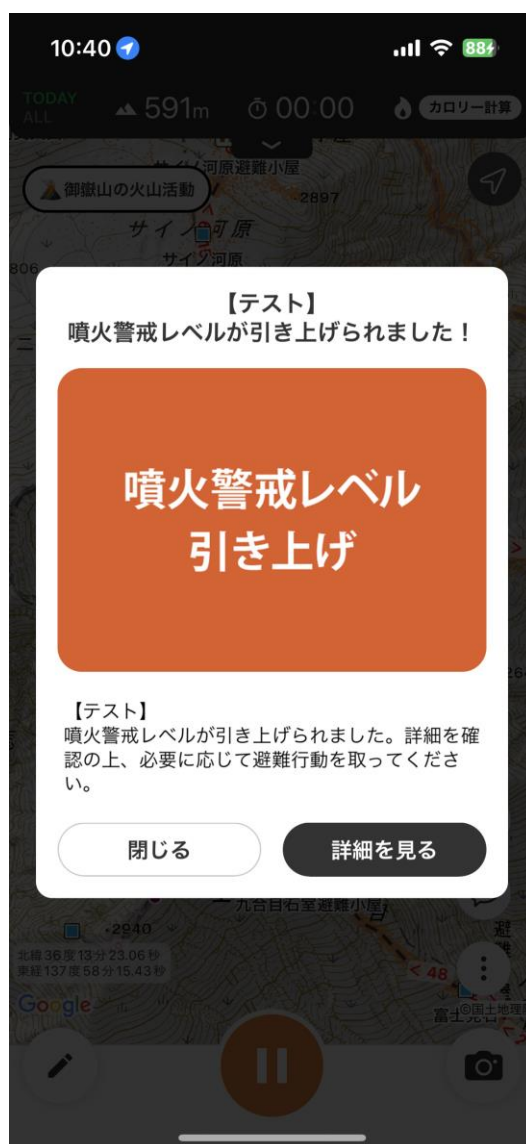 10:40
88
TODAY
ALL
591m
00:00
カロリー計算
河原避難小屋
御嶽山の火山活動
2897
サイノ河原
サイノ河原
806
【テスト】
噴火警戒レベルが引き上げられました！
噴火警戒レベル
引き上げ
【テスト】
噴火警戒レベルが引き上げられました。詳細を確
認の上、必要に応じて避難行動を取ってくださ
い。
閉じる
詳細を見る
九合目石室避難小屋
・2940
北緯36度13分23.06秒
東経137度58分15.43秒
< 48
避
Google
©国土地理院